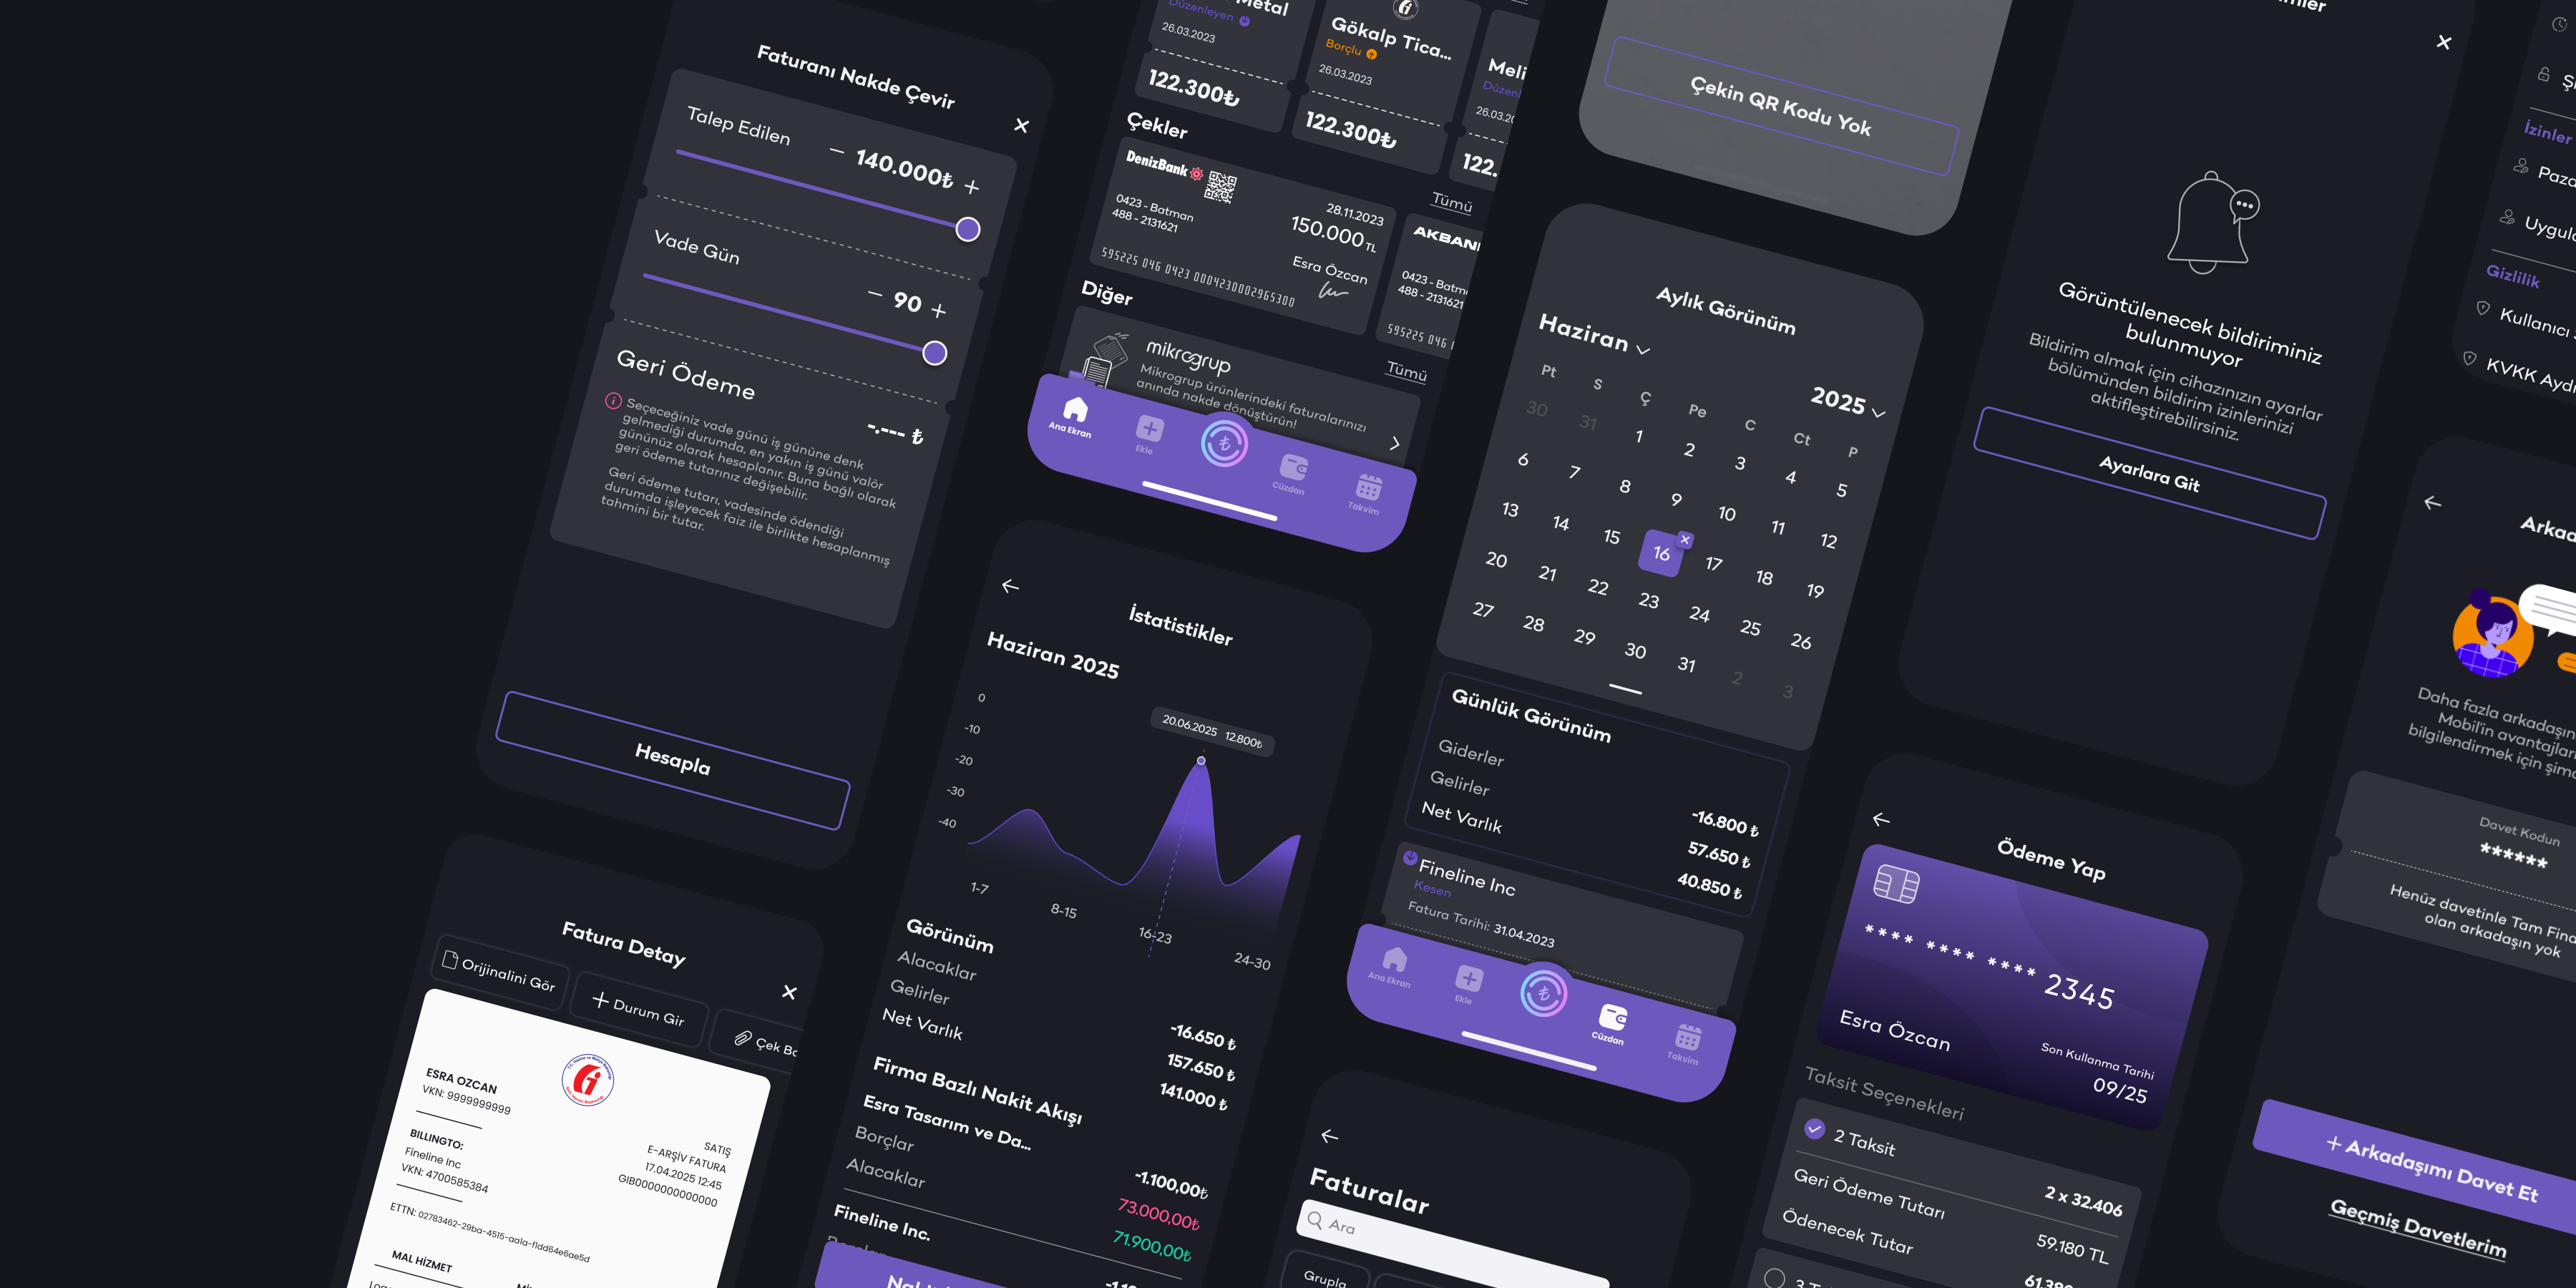 Faturanı Nakde Çevir
Talep Edilen
140.000₺
Vade Gün
90
Geri Ödeme
-.--- ₺
Seçeceğiniz vade günü iş gününe denk
gelmediği durumda, en yakın iş günü valör
gününüz olarak hesaplanır. Buna bağlı olarak
geri ödeme tutarınız değişebilir.
Geri ödeme tutarı, vadesinde ödendiği
durumda işleyecek faiz ile birlikte hesaplanmış
tahmini bir tutar.
Hesapla
Fatura Detay
Orijinalini Gör
Durum Gir
Çek
ESRA OZCAN
VKN: 9999999999
BILLINGTO:
Fineline Inc
VKN: 4700585384
SATIŞ
E-ARŞİV FATURA
17.04.2025 12:45
GIB0000000000000
ETTN: 02783462-29ba-4515-aa1a-f1dd64e6ae5d
MAL HİZMET
Metal
Düzenleyen
26.03.2023
122.300₺
Gökalp Tica...
Borçlu
26.03.2023
122.300₺
Meli
Düzenl
26.03.20
122.
Çekler
Tümü
DenizBank
0423 - Batman
488 - 2131621
28.11.2023
150.000 TL
Esra Özcan
595225 046 0423 0004230002965300
AKBAN
0423 - Batm
488 - 2131621
595225 046
Diğer
Tümü
mikrogrup
Mikrogrup ürünlerindeki faturalarınızı
anında nakde dönüştürün!
Ana Ekran
Ekle
Cüzdan
Takvim
İstatistikler
Haziran 2025
0
-10
-20
-30
-40
20.06.2025 12.800₺
1-7
8-15
16-23
24-30
Görünüm
Alacaklar
-16.650 ₺
Gelirler
157.650 ₺
Net Varlık
141.000 ₺
Firma Bazlı Nakit Akışı
Esra Tasarım ve Da...
-1.100,00₺
Borçlar
73.000,00₺
Alacaklar
71.900,00₺
Fineline Inc.
Çekin QR Kodu Yok
Aylık Görünüm
Haziran
2025
Pt S Ç Pe C Ct P
30 31 1 2 3 4 5
6 7 8 9 10 11 12
13 14 15 16 17 18 19
20 21 22 23 24 25 26
27 28 29 30 31 2 3
Günlük Görünüm
Giderler
-16.800 ₺
Gelirler
57.650 ₺
Net Varlık
40.850 ₺
Fineline Inc
Kesen
Fatura Tarihi: 31.04.2023
Ana Ekran
Ekle
Cüzdan
Takvim
Faturalar
Ara
Grupla
Görüntülenecek bildiriminiz
bulunmuyor
Bildirim almak için cihazınızın ayarlar
bölümünden bildirim izinlerinizi
aktifleştirebilirsiniz.
Ayarlara Git
Ödeme Yap
**** **** **** 2345
Esra Özcan
Son Kullanma Tarihi
09/25
Taksit Seçenekleri
2 Taksit
2 x 32.406
Geri Ödeme Tutarı
59.180 TL
Ödenecek Tutar
İzinler
Paza
Uygula
Gizlilik
Kullanıcı
KVKK Aydı
Arkad
Daha fazla arkadaşın
Mobil'in avantajları
bilgilendirmek için şimd
Davet Kodun
******
Henüz davetinle Tam Fina
olan arkadaşın yok
Arkadaşımı Davet Et
Geçmiş Davetlerim